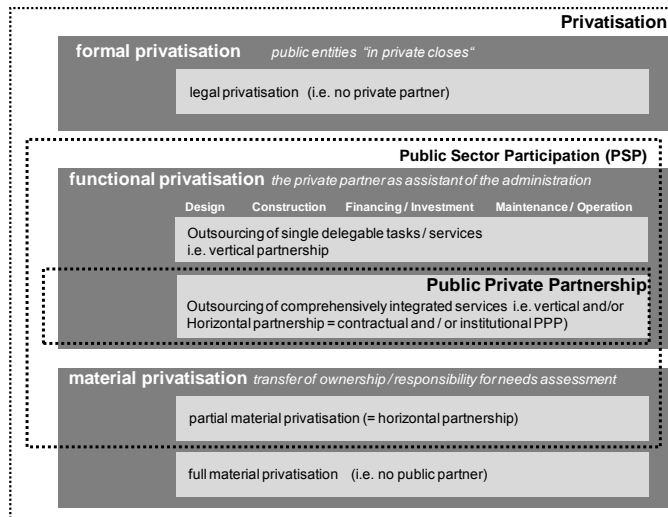 Privatisation
formal privatisation public entities "in private closes"
legal privatisation (i.e. no private partner)
Public Sector Participation (PSP)
functional privatisation the private partner as assistant of the administration
Design Construction Financing / Investment Maintenance / Operation
Outsourcing of single delegable tasks / services
i.e. vertical partnership
Public Private Partnership
Outsourcing of comprehensively integrated services i.e. vertical and/or
Horizontal partnership = contractual and / or institutional PPP)
material privatisation transfer of ownership / responsibility for needs assessment
partial material privatisation (= horizontal partnership)
full material privatisation (i.e. no public partner)